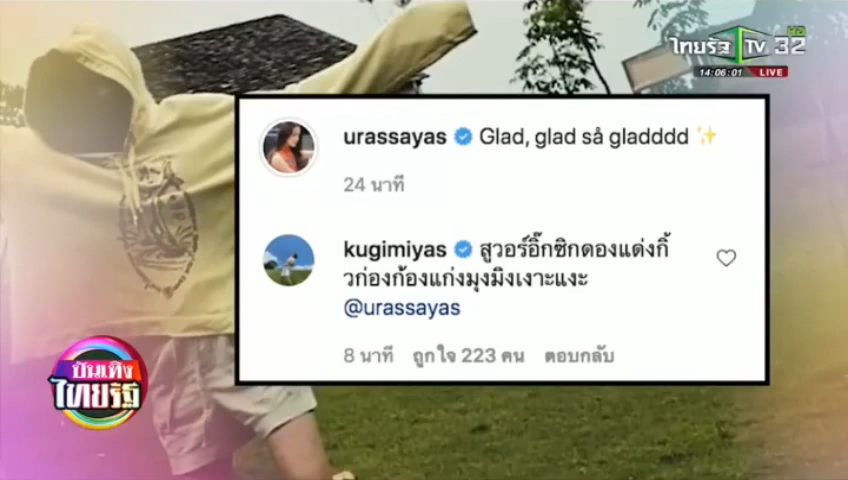 ไทยรัฐ TV HD 32
14:06:01 LIVE
urassayas Glad, glad så gladddd ✨
24 นาที
kugimiyas สูวอร์อิ๊กซิกดองแด่งกิ้
วก่องก้องแก่งมุงมิงเงาะแงะ
@urassayas
8 นาที ถูกใจ 223 คน ตอบกลับ
บันเทิง
ไทยรัฐ